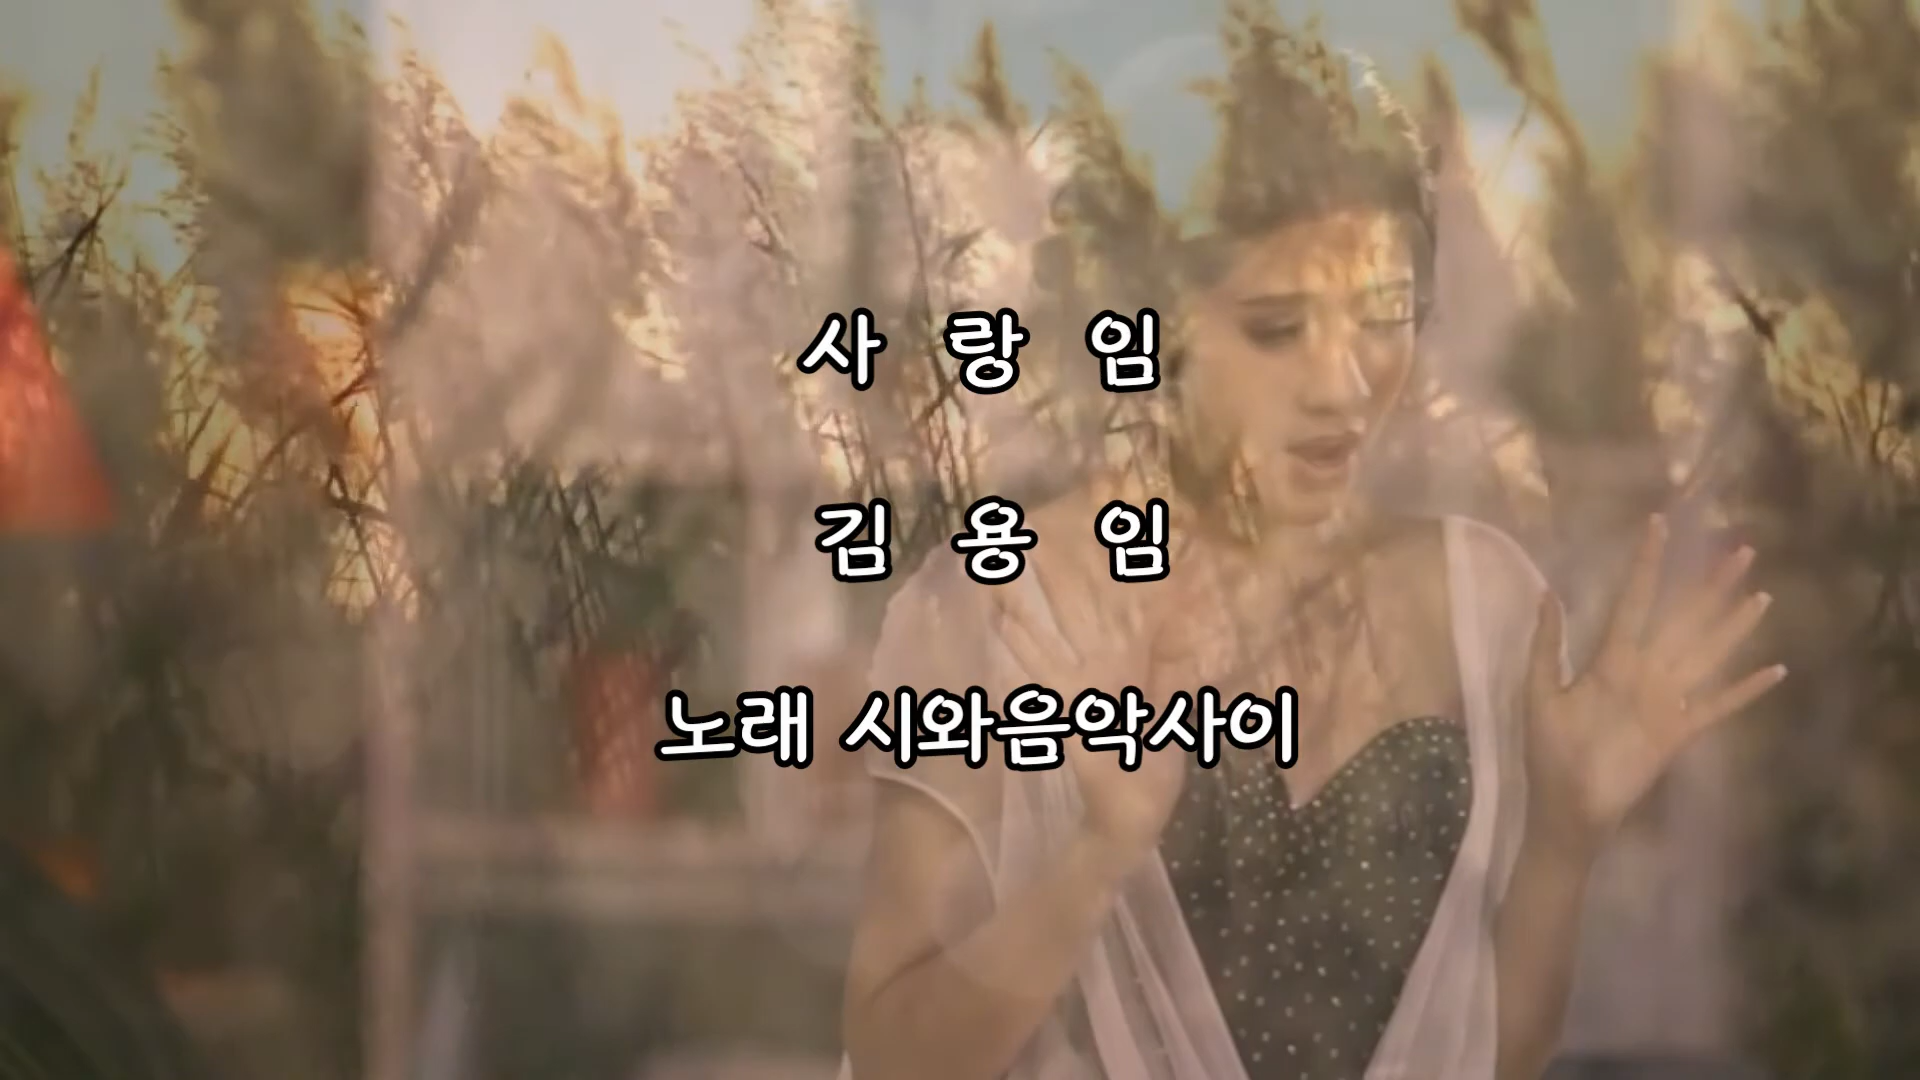 사 랑 임
김 용 임
노래 시와음악사이